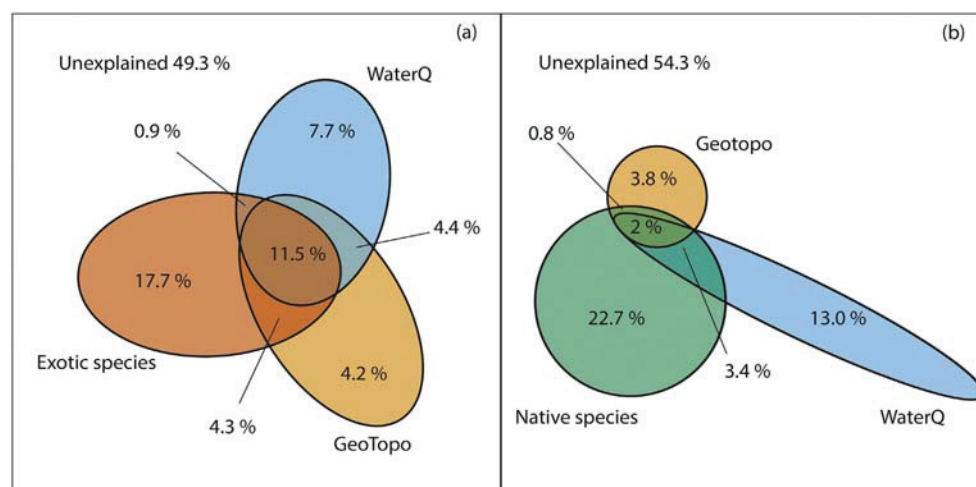 (a)
Unexplained 49.3 %
WaterQ
0.9 %
7.7 %
4.4 %
11.5 %
17.7 %
Exotic species
4.2 %
4.3 %
GeoTopo
(b)
Unexplained 54.3 %
0.8 %
Geotopo
3.8 %
2 %
22.7 %
13.0 %
3.4 %
Native species
WaterQ